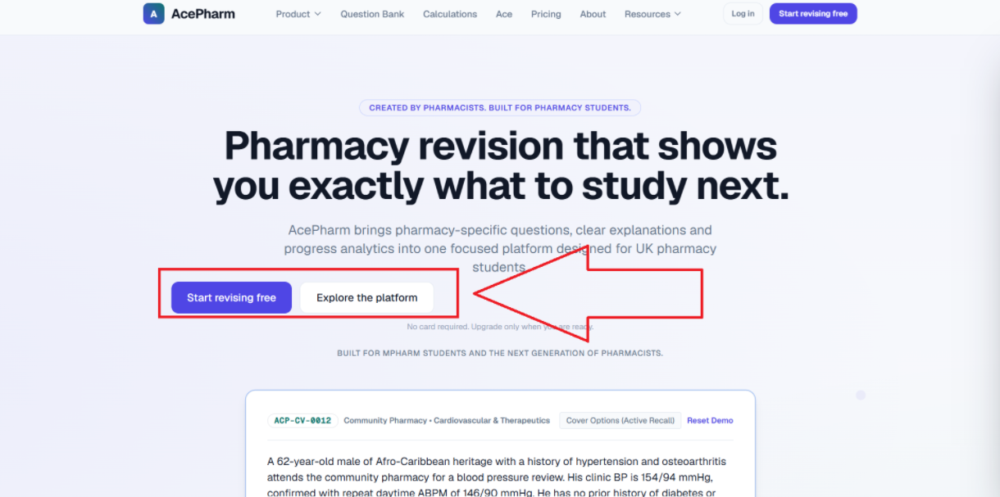 A AcePharm Product Question Bank Calculations Ace Pricing About Resources Log in Start revising free
CREATED BY PHARMACISTS. BUILT FOR PHARMACY STUDENTS.
Pharmacy revision that shows
you exactly what to study next.
AcePharm brings pharmacy-specific questions, clear explanations and
progress analytics into one focused platform designed for UK pharmacy
students.
Start revising free Explore the platform
No card required. Upgrade only when you are ready.
BUILT FOR MPHARM STUDENTS AND THE NEXT GENERATION OF PHARMACISTS.
ACP-CV-0012 Community Pharmacy • Cardiovascular & Therapeutics Cover Options (Active Recall) Reset Demo
A 62-year-old male of Afro-Caribbean heritage with a history of hypertension and osteoarthritis
attends the community pharmacy for a blood pressure review. His clinic BP is 154/94 mmHg,
confirmed with repeat daytime ABPM of 146/90 mmHg. He has no prior history of diabetes or